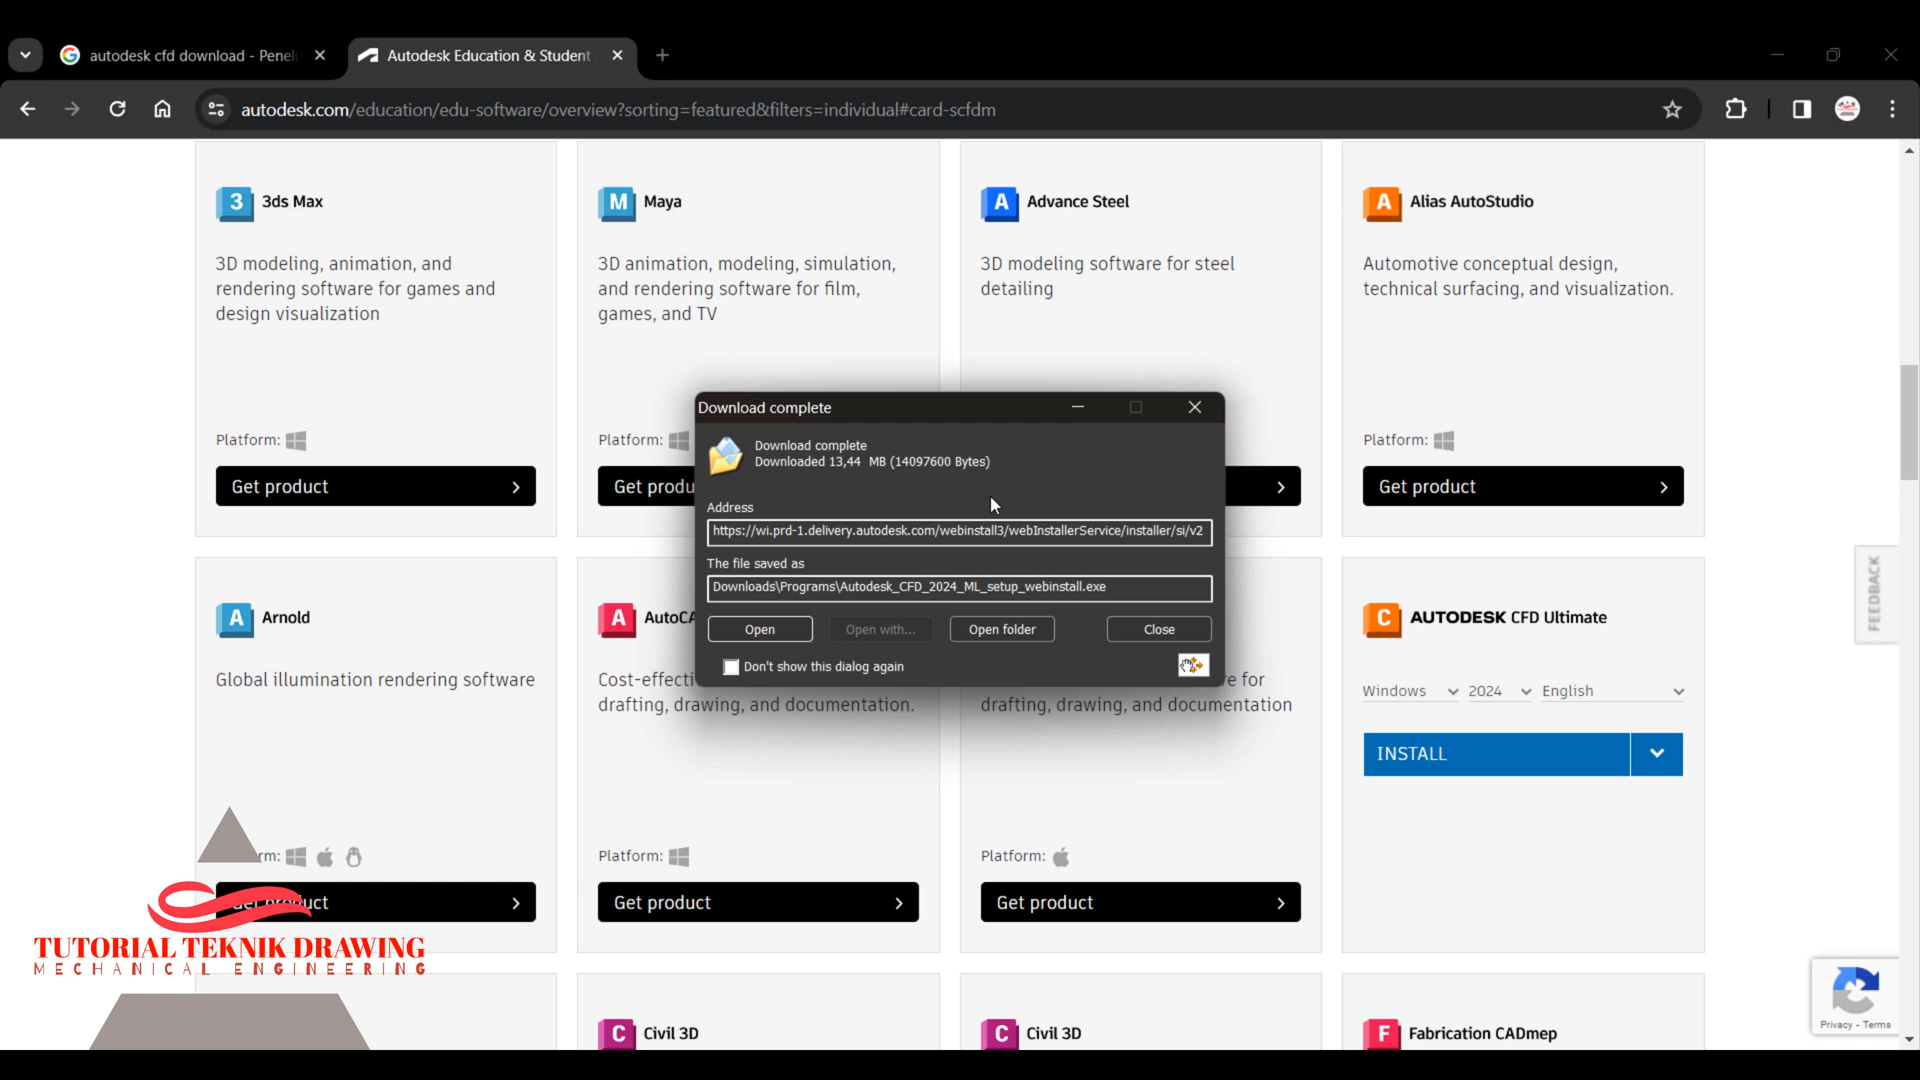 autodesk cfd download - Penel
Autodesk Education & Student
autodesk.com/education/edu-software/overview?sorting=featured&filters=individual#card-scfdm
3 3ds Max
M Maya
A Advance Steel
A Alias AutoStudio
3D modeling, animation, and
rendering software for games and
design visualization
3D animation, modeling, simulation,
and rendering software for film,
games, and TV
3D modeling software for steel
detailing
Automotive conceptual design,
technical surfacing, and visualization.
Platform:
Platform:
Platform:
Get product
Get produ
Get product
Download complete
Download complete
Downloaded 13,44 MB (14097600 Bytes)
Address
https://wi.prd-1.delivery.autodesk.com/webinstall3/webInstallerService/installer/si/v2
The file saved as
Downloads\Programs\Autodesk_CFD_2024_ML_setup_webinstall.exe
Open
Open with...
Open folder
Close
Don't show this dialog again
A Arnold
A AutoCA
C AUTODESK CFD Ultimate
Global illumination rendering software
Cost-effecti
drafting, drawing, and documentation.
re for
drafting, drawing, and documentation
Windows 2024 English
INSTALL
rm:
Platform:
Platform:
Get product
Get product
Get product
TUTORIAL TEKNIK DRAWING
MECHANICAL ENGINEERING
C Civil 3D
C Civil 3D
F Fabrication CADmep
FEEDBACK
Privacy - Terms